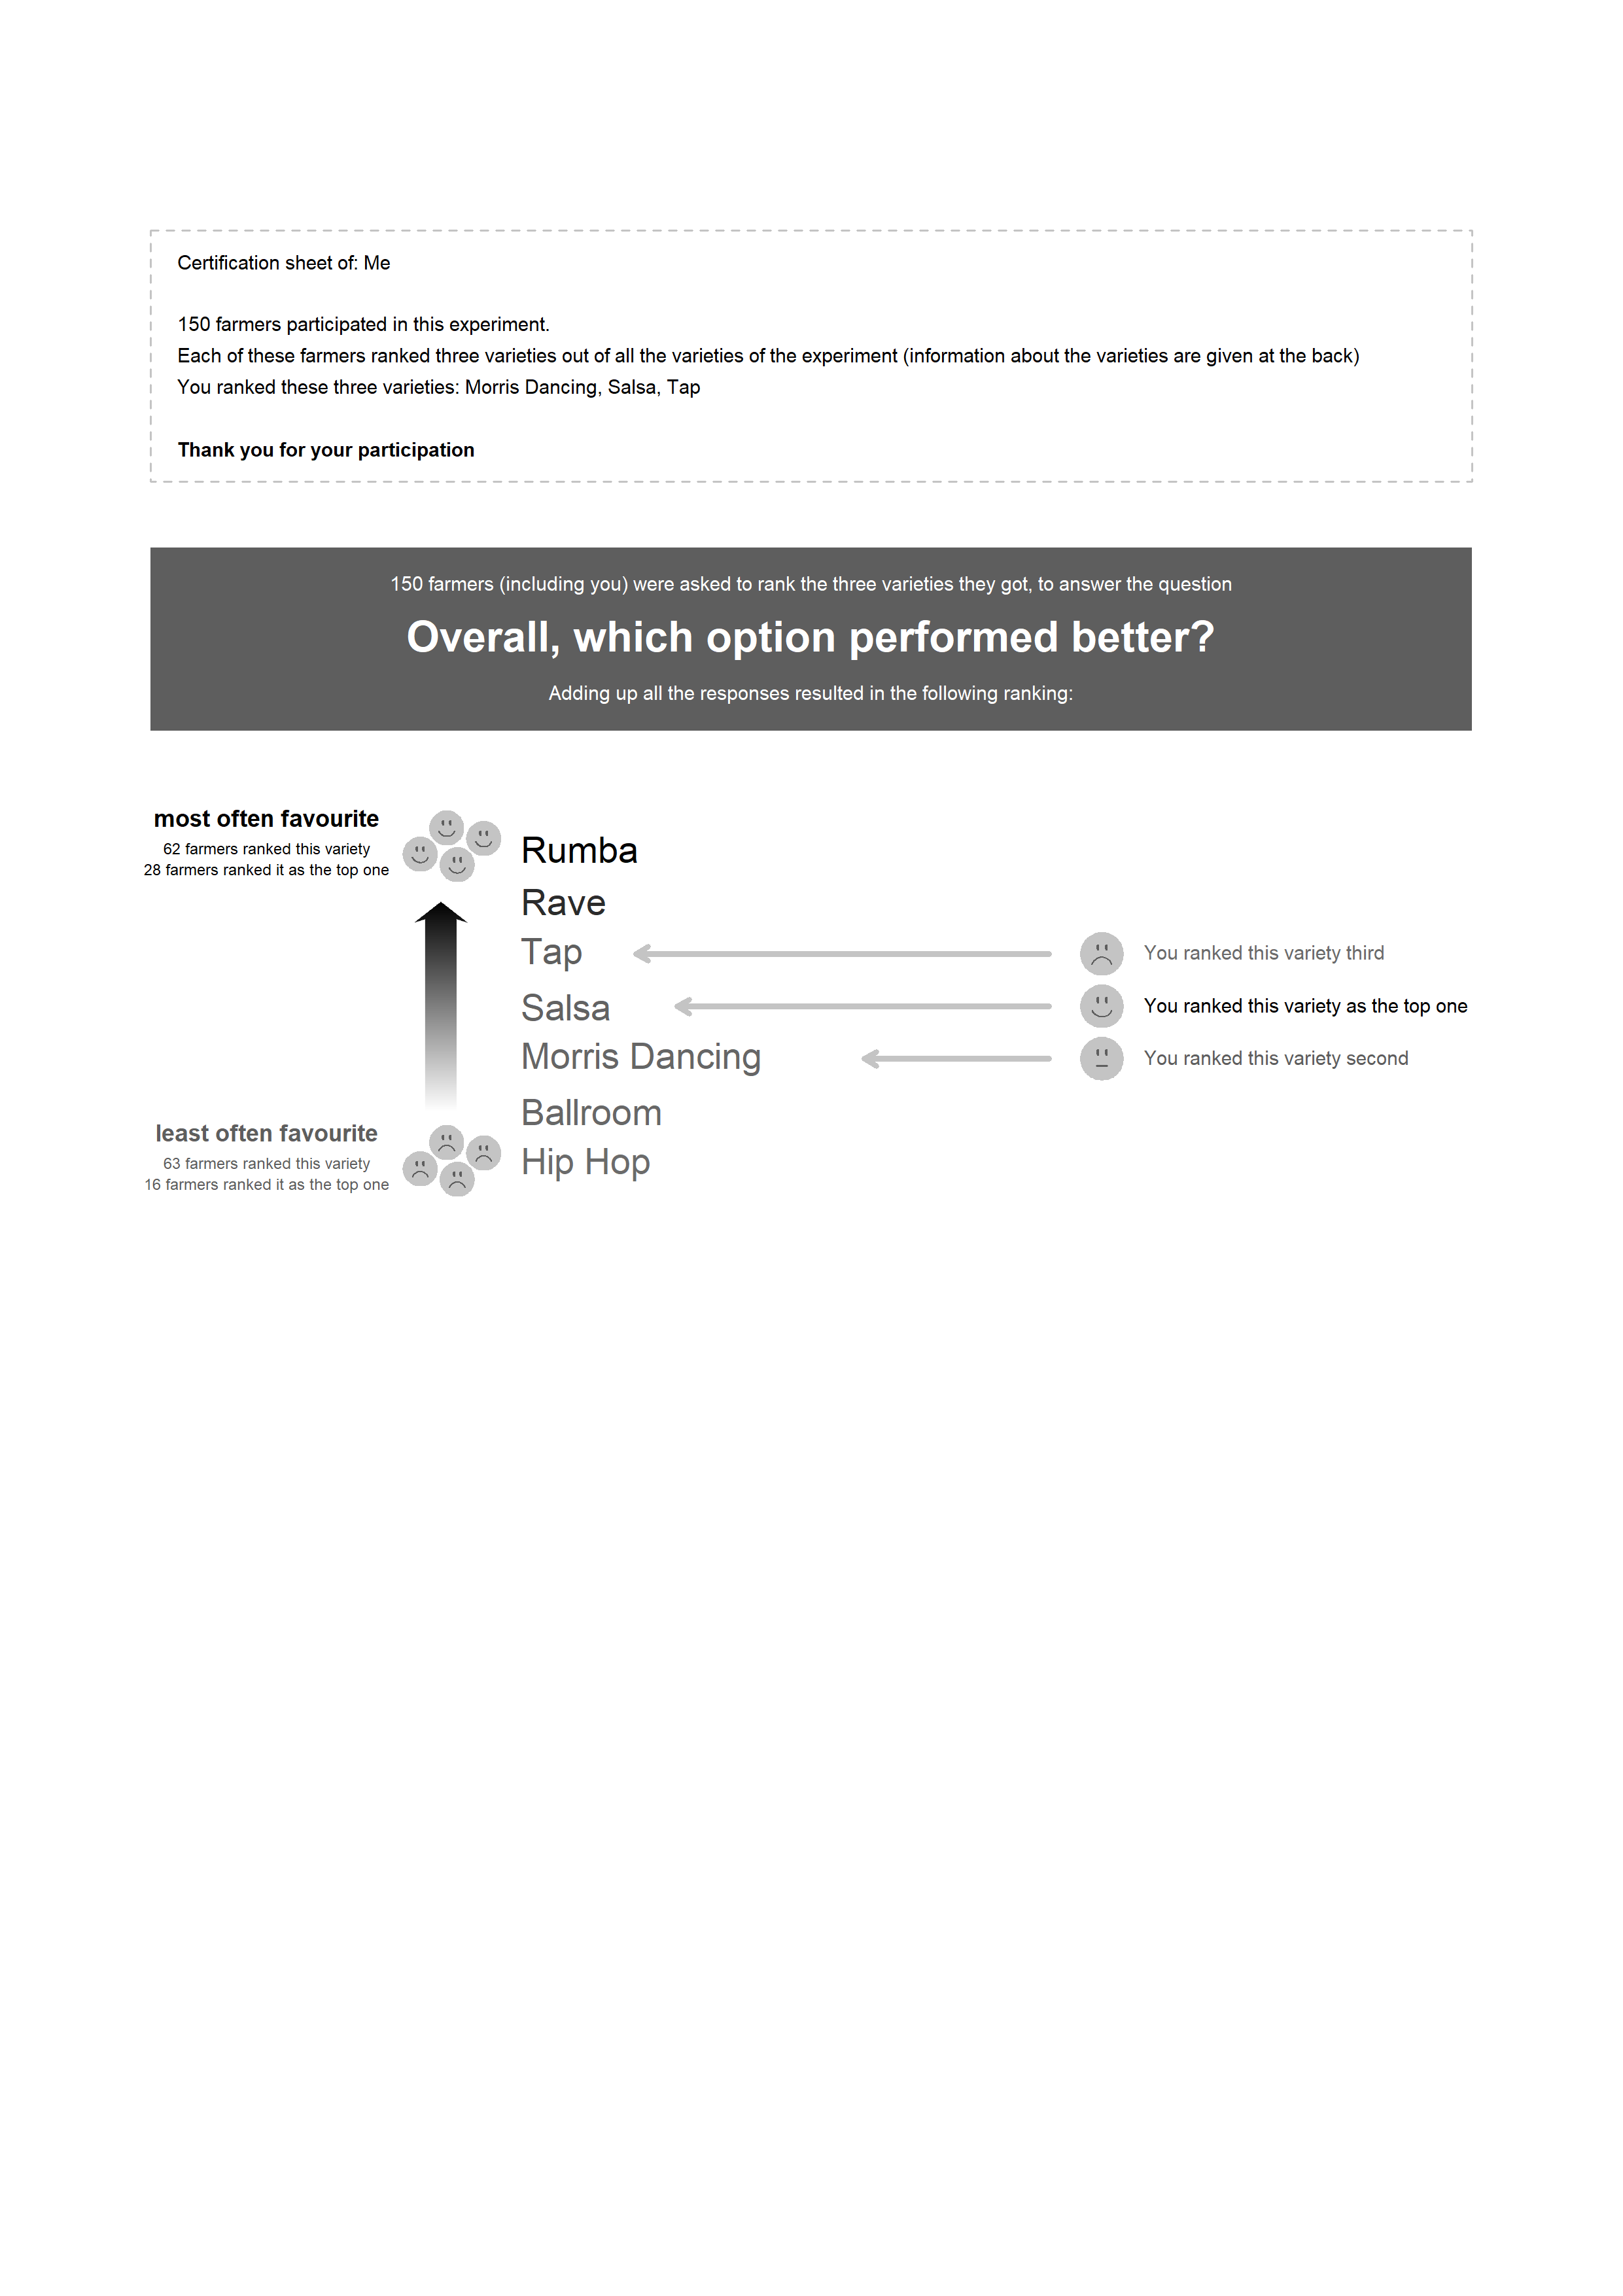 Certification sheet of: Me
150 farmers participated in this experiment.
Each of these farmers ranked three varieties out of all the varieties of the experiment (information about the varieties are given at the back)
You ranked these three varieties: Morris Dancing, Salsa, Tap
Thank you for your participation
150 farmers (including you) were asked to rank the three varieties they got, to answer the question
Overall, which option performed better?
Adding up all the responses resulted in the following ranking:
most often favourite
62 farmers ranked this variety
28 farmers ranked it as the top one
Rumba
Rave
Tap
You ranked this variety third
Salsa
You ranked this variety as the top one
Morris Dancing
You ranked this variety second
Ballroom
least often favourite
63 farmers ranked this variety
16 farmers ranked it as the top one
Hip Hop